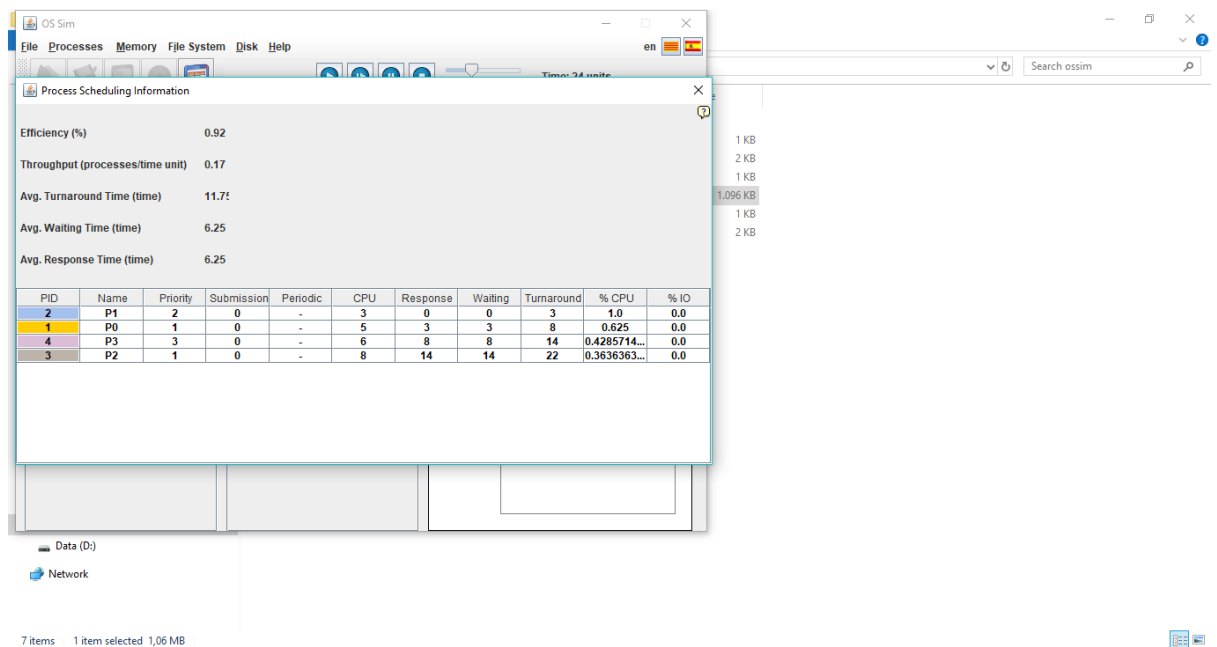 OS Sim
File Processes Memory File System Disk Help en
Time: 24 units
Search ossim
Process Scheduling Information
Efficiency (%) 0.92
Throughput (processes/time unit) 0.17
Avg. Turnaround Time (time) 11.75
Avg. Waiting Time (time) 6.25
Avg. Response Time (time) 6.25
1 KB
2 KB
1 KB
1.096 KB
1 KB
2 KB
PID Name Priority Submission Periodic CPU Response Waiting Turnaround % CPU % IO
2 P1 2 0 - 3 0 0 3 1.0 0.0
1 P0 1 0 - 5 3 3 8 0.625 0.0
4 P3 3 0 - 6 8 8 14 0.4285714... 0.0
3 P2 1 0 - 8 14 14 22 0.3636363... 0.0
Data (D:)
Network
7 items 1 item selected 1,06 MB